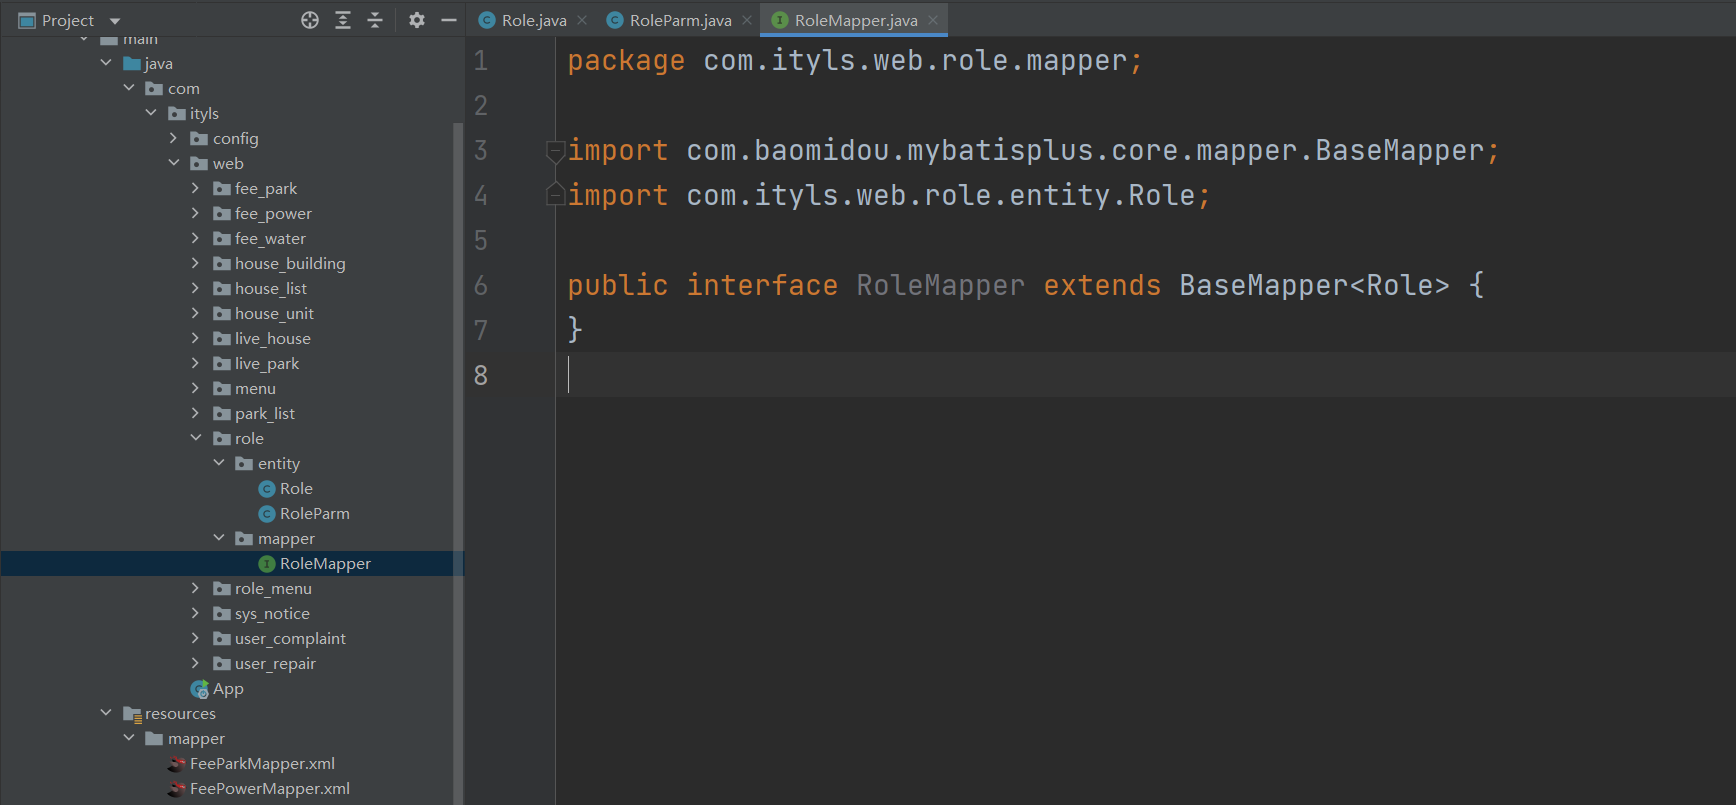 Project
Role.java
RoleParm.java
RoleMapper.java
main
java
com
ityls
config
web
fee_park
fee_power
fee_water
house_building
house_list
house_unit
live_house
live_park
menu
park_list
role
entity
Role
RoleParm
mapper
RoleMapper
role_menu
sys_notice
user_complaint
user_repair
App
resources
mapper
FeeParkMapper.xml
FeePowerMapper.xml
1 package com.ityls.web.role.mapper;
2
3 import com.baomidou.mybatisplus.core.mapper.BaseMapper;
4 import com.ityls.web.role.entity.Role;
5
6 public interface RoleMapper extends BaseMapper<Role> {
7 }
8